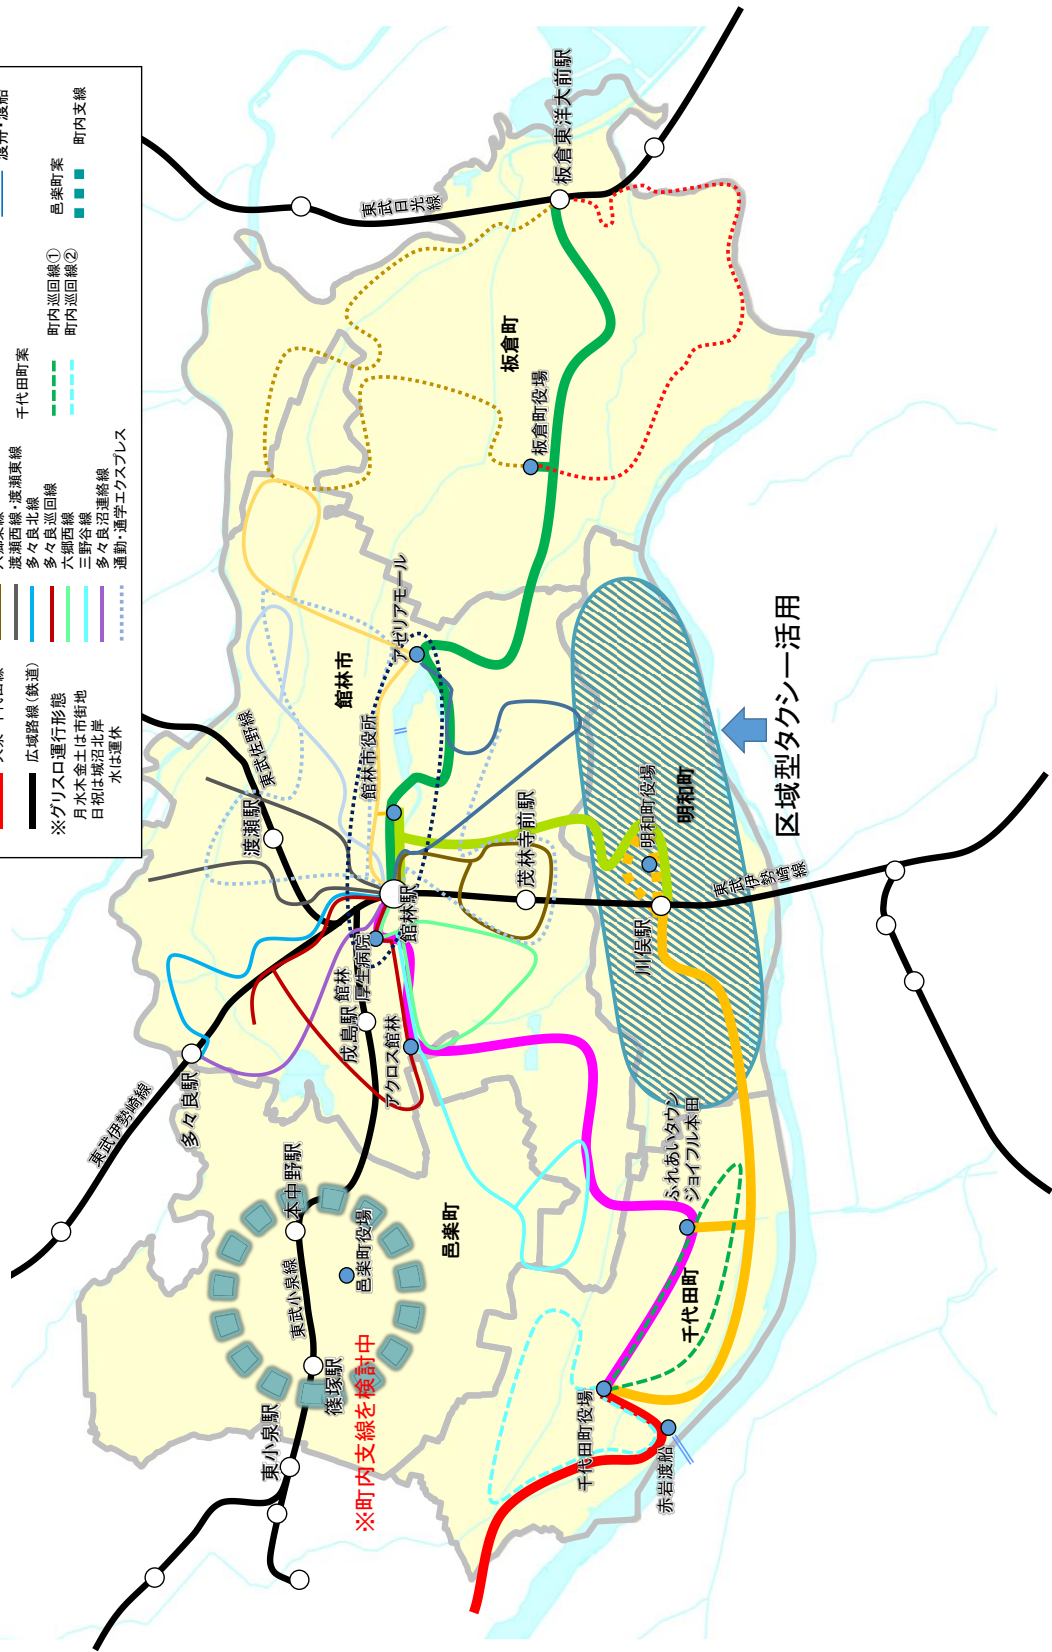 広域路線（鉄道）
※グリスロ運行形態
月水木金土は市街地
日祝は城沼北岸
水は運休
渡瀬西線・渡瀬東線
多々良北線
多々良巡回線
六郷西線
三野谷線
多々良沼連絡線
通勤・通学エクスプレス
千代田町案
町内巡回線①
町内巡回線②
邑楽町案
町内支線
東武日光線
板倉東洋大前駅
板倉町
板倉町役場
アゼリアモール
館林市
館林市役所
東武佐野線
渡瀬駅
館林駅
茂林寺前駅
明和町役場
明和町
川俣駅
東武伊勢崎線
区域型タクシー活用
館林
厚生病院
成島駅
アクロス館林
多々良駅
東武伊勢崎線
本中野駅
東武小泉線
邑楽町役場
邑楽町
篠塚駅
東小泉駅
※町内支線を検討中
ふれあいタウン
ジョイフル本田
千代田町
千代田町役場
赤岩渡船